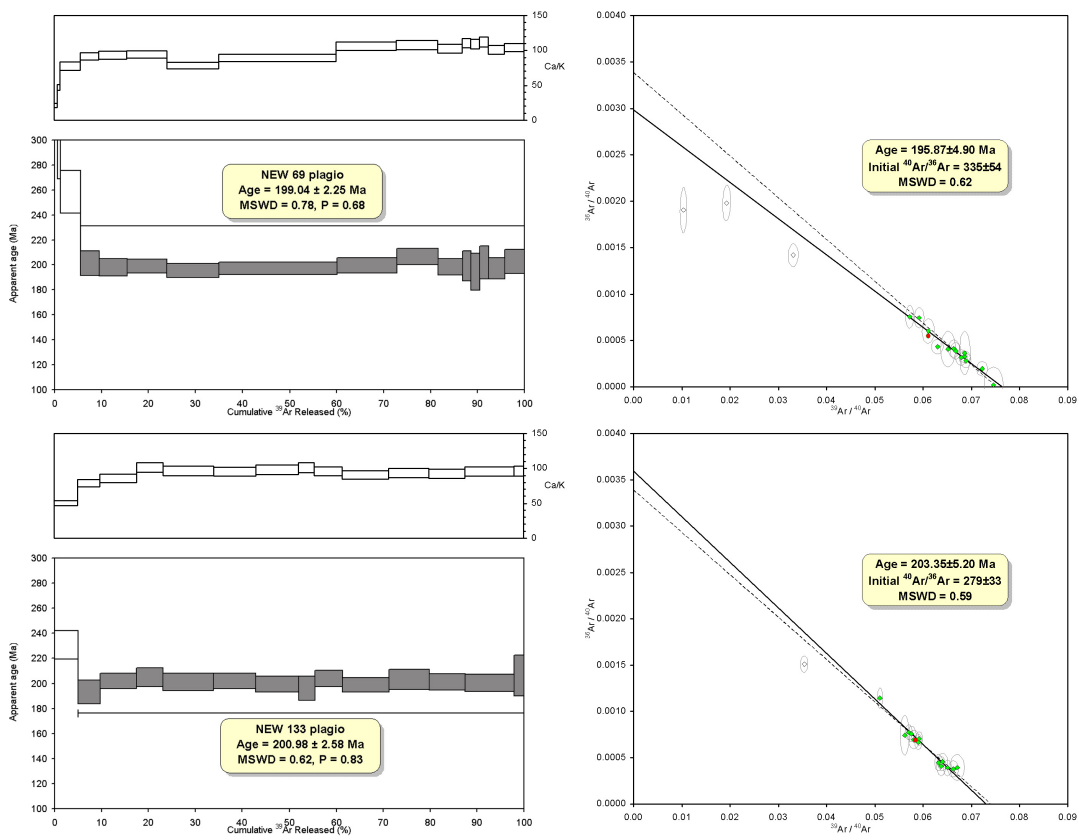 150
100
Ca/K
50
0
300
280
260
240
220
200
180
160
140
120
100
Apparent age (Ma)
NEW 69 plagio
Age = 199.04 ± 2.25 Ma
MSWD = 0.78, P = 0.68
0 10 20 30 40 50 60 70 80 90 100
Cumulative ³⁹Ar Released (%)
0.0040
0.0035
0.0030
0.0025
0.0020
0.0015
0.0010
0.0005
0.0000
³⁶Ar / ⁴⁰Ar
Age = 195.87±4.90 Ma
Initial ⁴⁰Ar/³⁶Ar = 335±54
MSWD = 0.62
0.00 0.01 0.02 0.03 0.04 0.05 0.06 0.07 0.08 0.09
³⁹Ar / ⁴⁰Ar
150
100
Ca/K
50
0
300
280
260
240
220
200
180
160
140
120
100
Apparent age (Ma)
NEW 133 plagio
Age = 200.98 ± 2.58 Ma
MSWD = 0.62, P = 0.83
0 10 20 30 40 50 60 70 80 90 100
Cumulative ³⁹Ar Released (%)
0.0040
0.0035
0.0030
0.0025
0.0020
0.0015
0.0010
0.0005
0.0000
³⁶Ar / ⁴⁰Ar
Age = 203.35±5.20 Ma
Initial ⁴⁰Ar/³⁶Ar = 279±33
MSWD = 0.59
0.00 0.01 0.02 0.03 0.04 0.05 0.06 0.07 0.08 0.09
³⁹Ar / ⁴⁰Ar